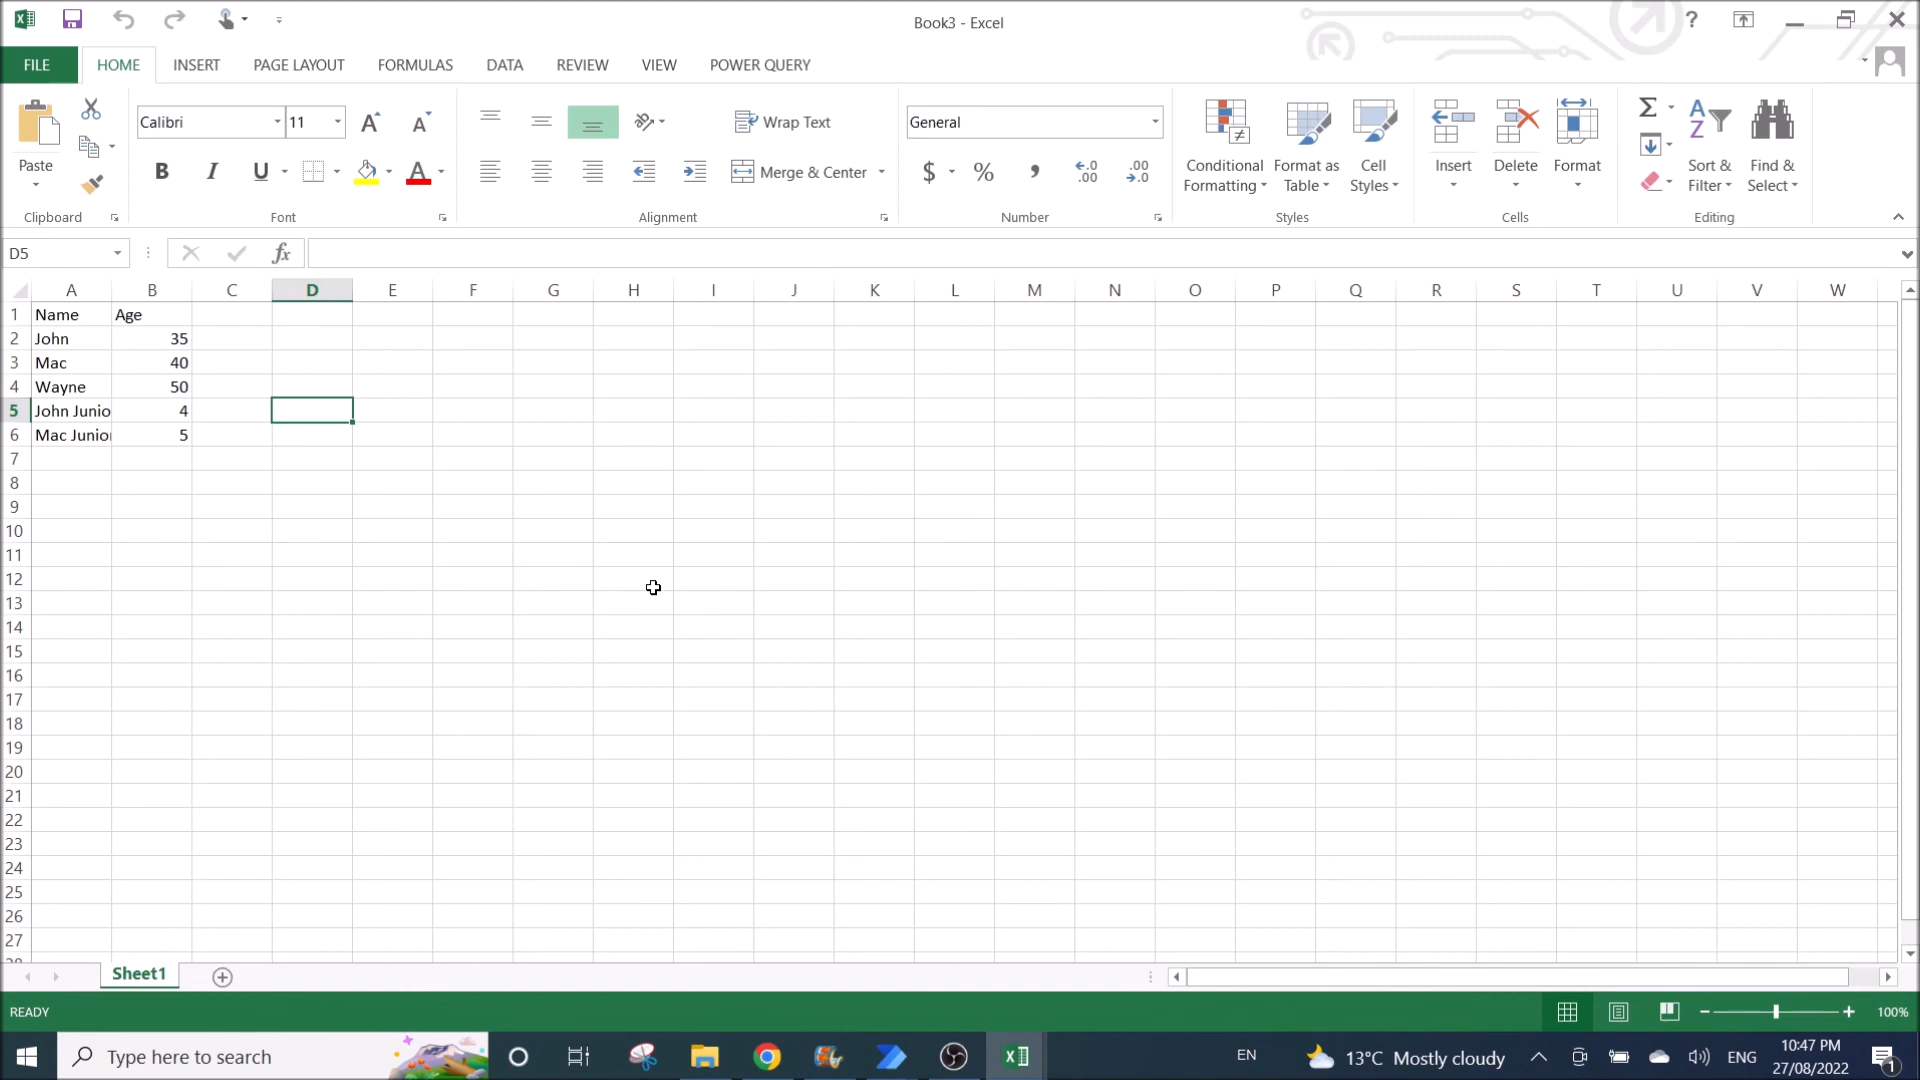 Book3 - Excel
?
FILE HOME INSERT PAGE LAYOUT FORMULAS DATA REVIEW VIEW POWER QUERY
Calibri 11 A A Wrap Text General
Paste B I U A Merge & Center $ % , Conditional Formatting Format as Table Cell Styles Insert Delete Format Sort & Filter Find & Select
Clipboard Font Alignment Number Styles Cells Editing
D5 fx
A B C D E F G H I J K L M N O P Q R S T U V W
1 Name Age
2 John 35
3 Mac 40
4 Wayne 50
5 John Junio 4
6 Mac Junior 5
7
8
9
10
11
12
13
14
15
16
17
18
19
20
21
22
23
24
25
26
27
Sheet1
READY 100%
Type here to search EN 13°C Mostly cloudy ENG 10:47 PM
27/08/2022 1